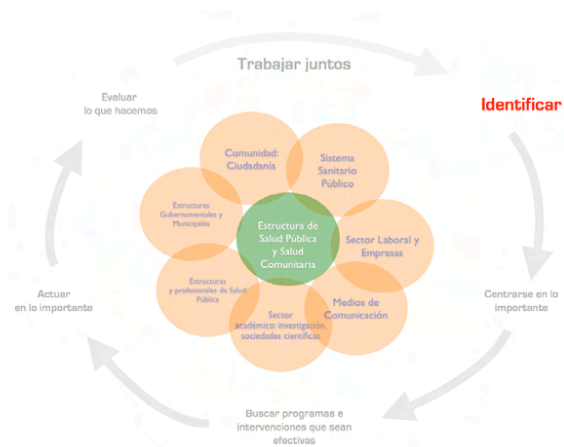 Trabajar juntos
Evaluar
lo que hacemos
Identificar
Comunidad:
Ciudadanía
Sistema
Sanitario
Público
Estructuras
Gubernamentales y
Municipales
Estructura de
Salud Pública
y Salud
Comunitaria
Sector Laboral y
Empresas
Estructuras
y profesionales de Salud
Pública
Medios de
Comunicación
Sector
académico: investigación,
sociedades científicas
Actuar
en lo importante
Centrarse en lo
importante
Buscar programas e
intervenciones que sean
efectivas